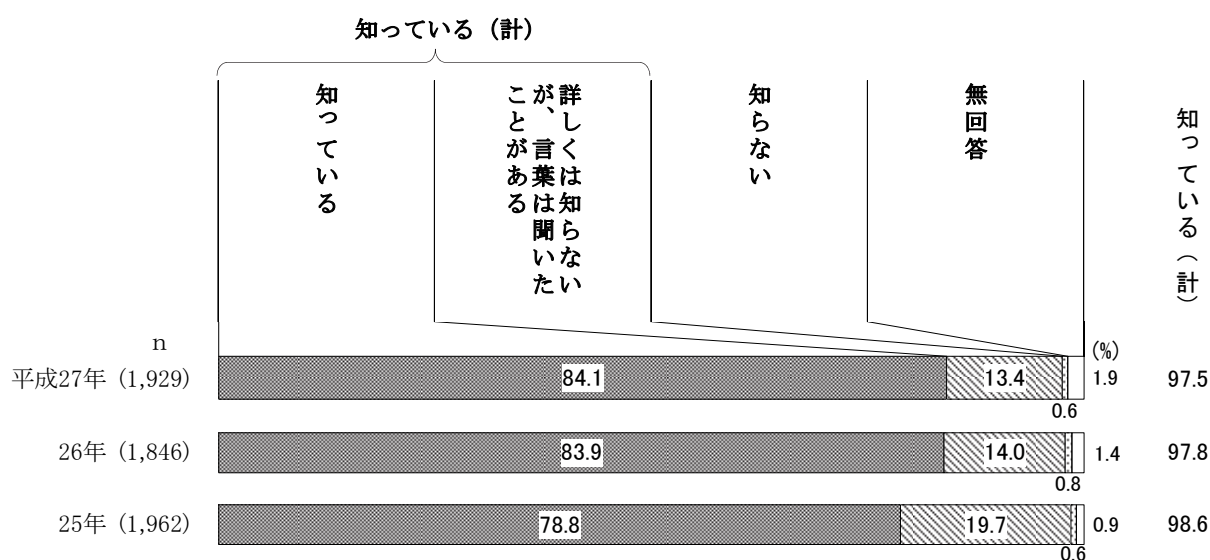 知っている（計）
知っている
詳しくは知らない
が、言葉は聞いた
ことがある
知らない
無回答
知っている（計）
n
(%)
平成27年 (1,929) 84.1 13.4 0.6 1.9 97.5
26年 (1,846) 83.9 14.0 0.8 1.4 97.8
25年 (1,962) 78.8 19.7 0.6 0.9 98.6